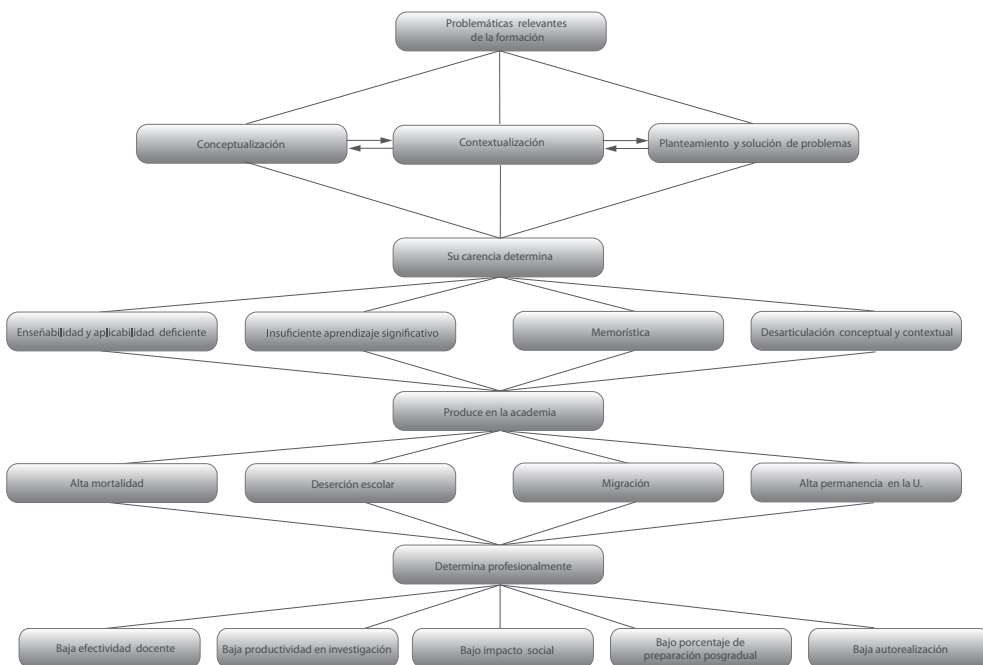 Problemáticas relevantes
de la formación
Conceptualización
Contextualización
Planteamiento y solución de problemas
Su carencia determina
Enseñabilidad y aplicabilidad deficiente
Insuficiente aprendizaje significativo
Memorística
Desarticulación conceptual y contextual
Produce en la academia
Alta mortalidad
Deserción escolar
Migración
Alta permanencia en la U.
Determina profesionalmente
Baja efectividad docente
Baja productividad en investigación
Bajo impacto social
Bajo porcentaje de
preparación posgradual
Baja autorealización